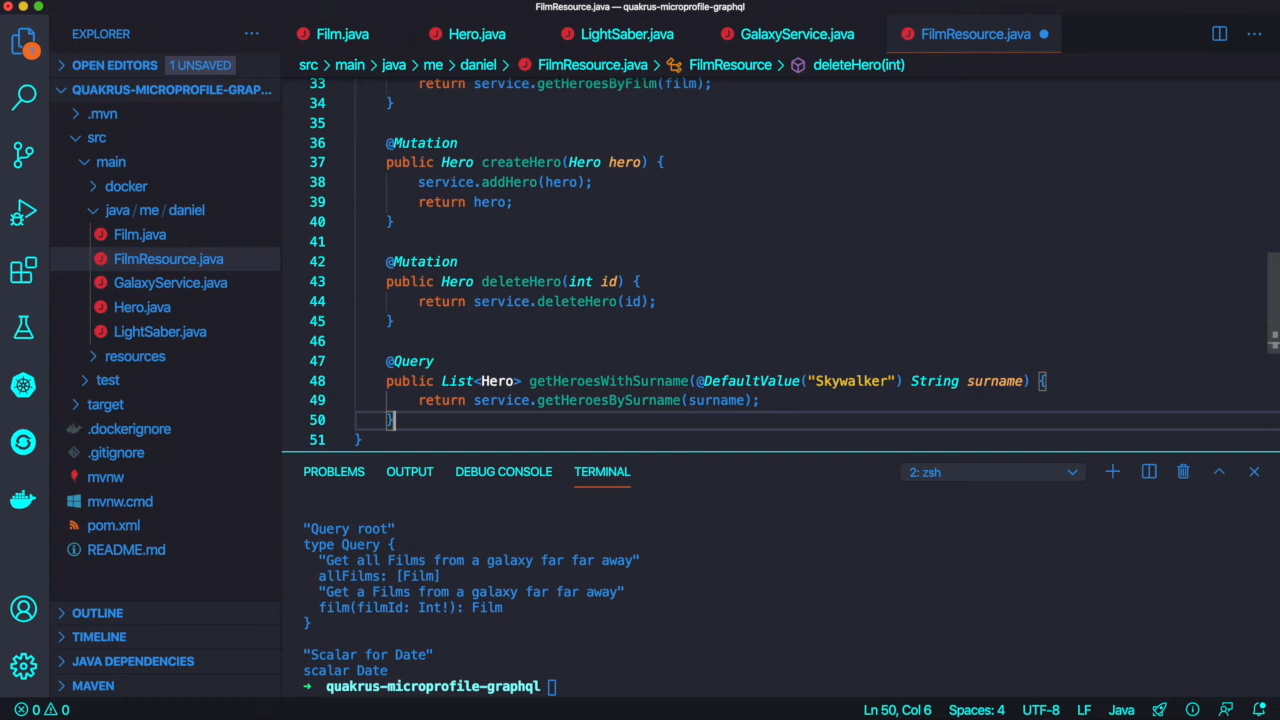 FilmResource.java — quakrus-microprofile-graphql
EXPLORER
Film.java
Hero.java
LightSaber.java
GalaxyService.java
FilmResource.java
OPEN EDITORS 1 UNSAVED
src > main > java > me > daniel > FilmResource.java > FilmResource > deleteHero(int)
QUAKRUS-MICROPROFILE-GRAP...
.mvn
src
main
docker
java / me / daniel
Film.java
FilmResource.java
GalaxyService.java
Hero.java
LightSaber.java
resources
test
target
.dockerignore
.gitignore
mvnw
mvnw.cmd
pom.xml
README.md
OUTLINE
TIMELINE
JAVA DEPENDENCIES
MAVEN
33 return service.getHeroesByFilm(film);
34 }
35
36 @Mutation
37 public Hero createHero(Hero hero) {
38 service.addHero(hero);
39 return hero;
40 }
41
42 @Mutation
43 public Hero deleteHero(int id) {
44 return service.deleteHero(id);
45 }
46
47 @Query
48 public List<Hero> getHeroesWithSurname(@DefaultValue("Skywalker") String surname) {
49 return service.getHeroesBySurname(surname);
50 }
51 }
PROBLEMS OUTPUT DEBUG CONSOLE TERMINAL 2: zsh
"Query root"
type Query {
"Get all Films from a galaxy far far away"
allFilms: [Film]
"Get a Films from a galaxy far far away"
film(filmId: Int!): Film
}
"Scalar for Date"
scalar Date
→ quakrus-microprofile-graphql
0 0 Ln 50, Col 6 Spaces: 4 UTF-8 LF Java